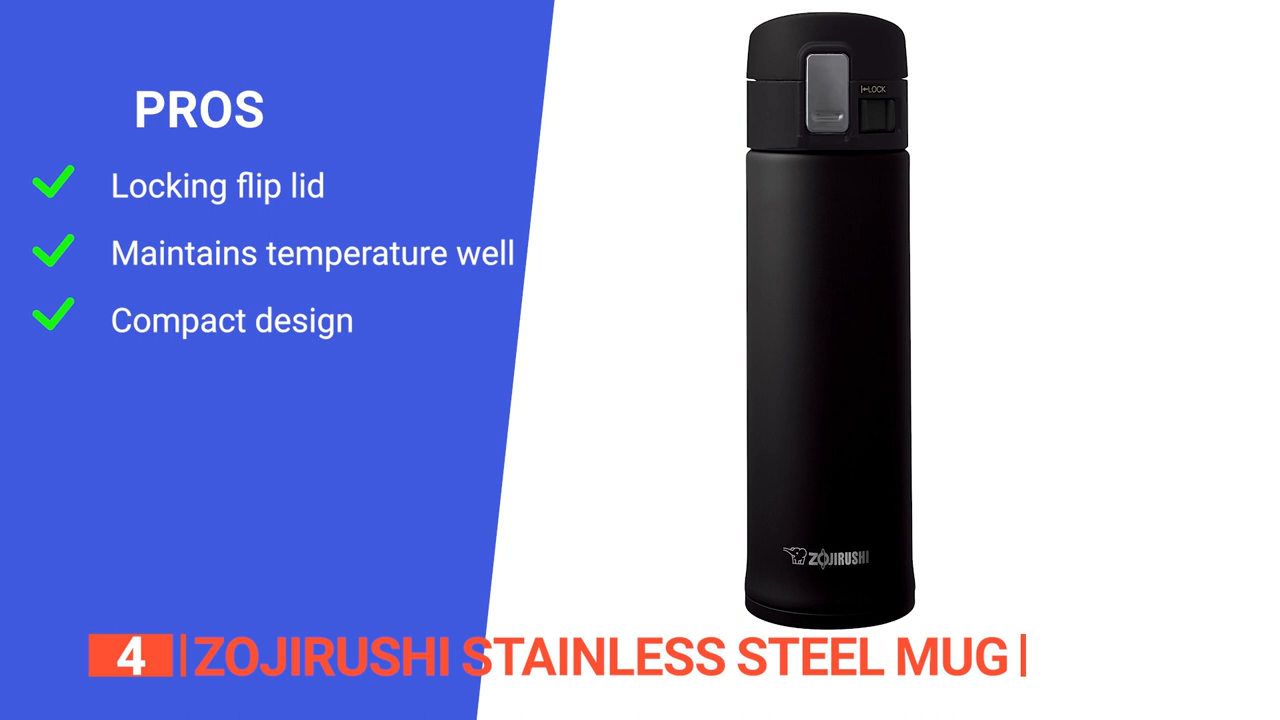 PROS
Locking flip lid
Maintains temperature well
Compact design
LOCK
ZOJIRUSHI
4 ZOJIRUSHI STAINLESS STEEL MUG